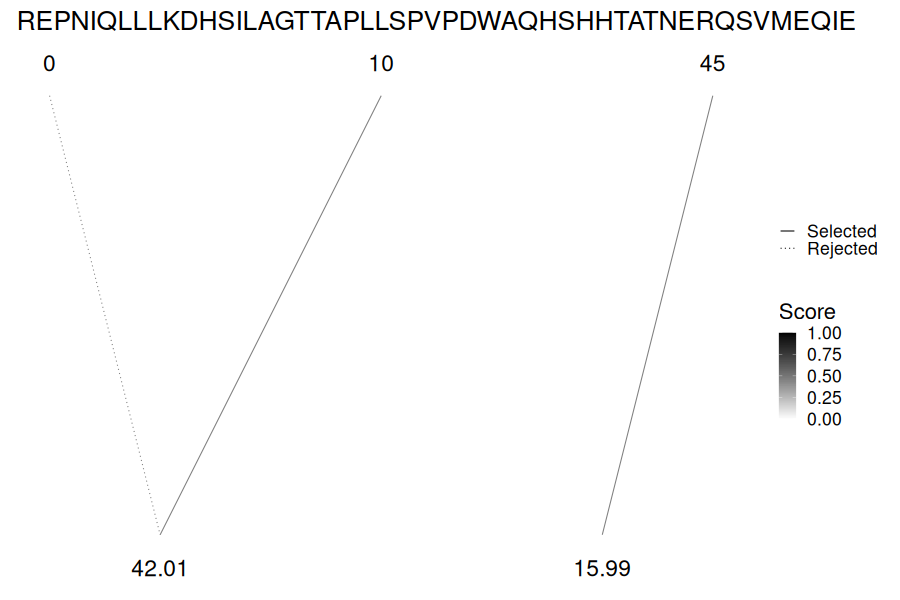 REPNIQLLLKDHSILAGTTAPLLSPVPDWAQHSHHTATNERQSVMEQIE
0 10 45
Selected
Rejected
Score
1.00
0.75
0.50
0.25
0.00
42.01 15.99